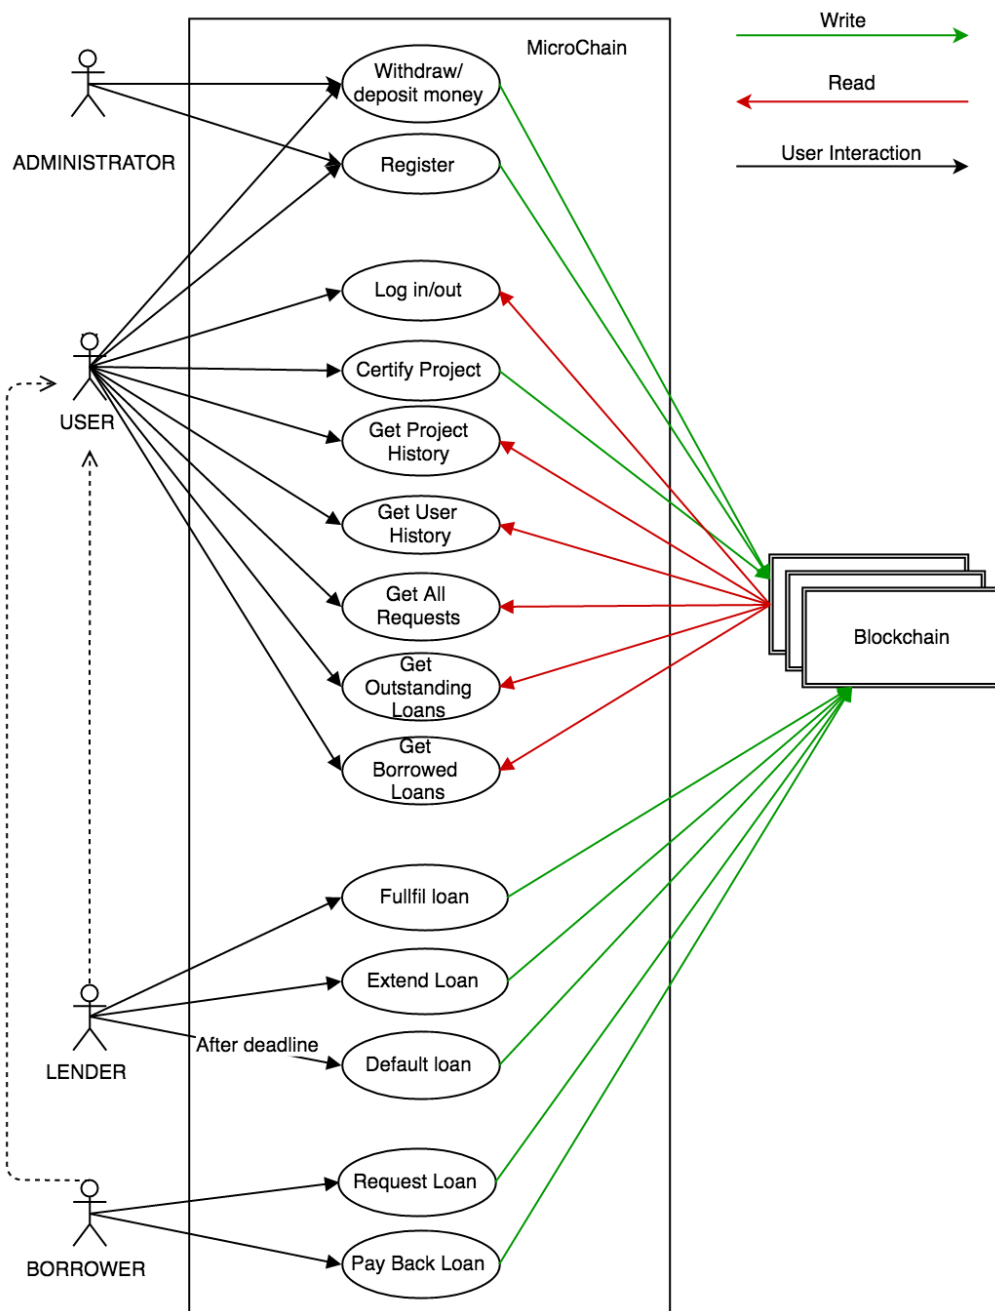 MicroChain
Write
Read
User Interaction
ADMINISTRATOR
Withdraw/
deposit money
Register
Log in/out
USER
Certify Project
Get Project
History
Get User
History
Get All
Requests
Get
Outstanding
Loans
Get
Borrowed
Loans
Blockchain
Fullfil loan
Extend Loan
LENDER
After deadline
Default loan
Request Loan
BORROWER
Pay Back Loan